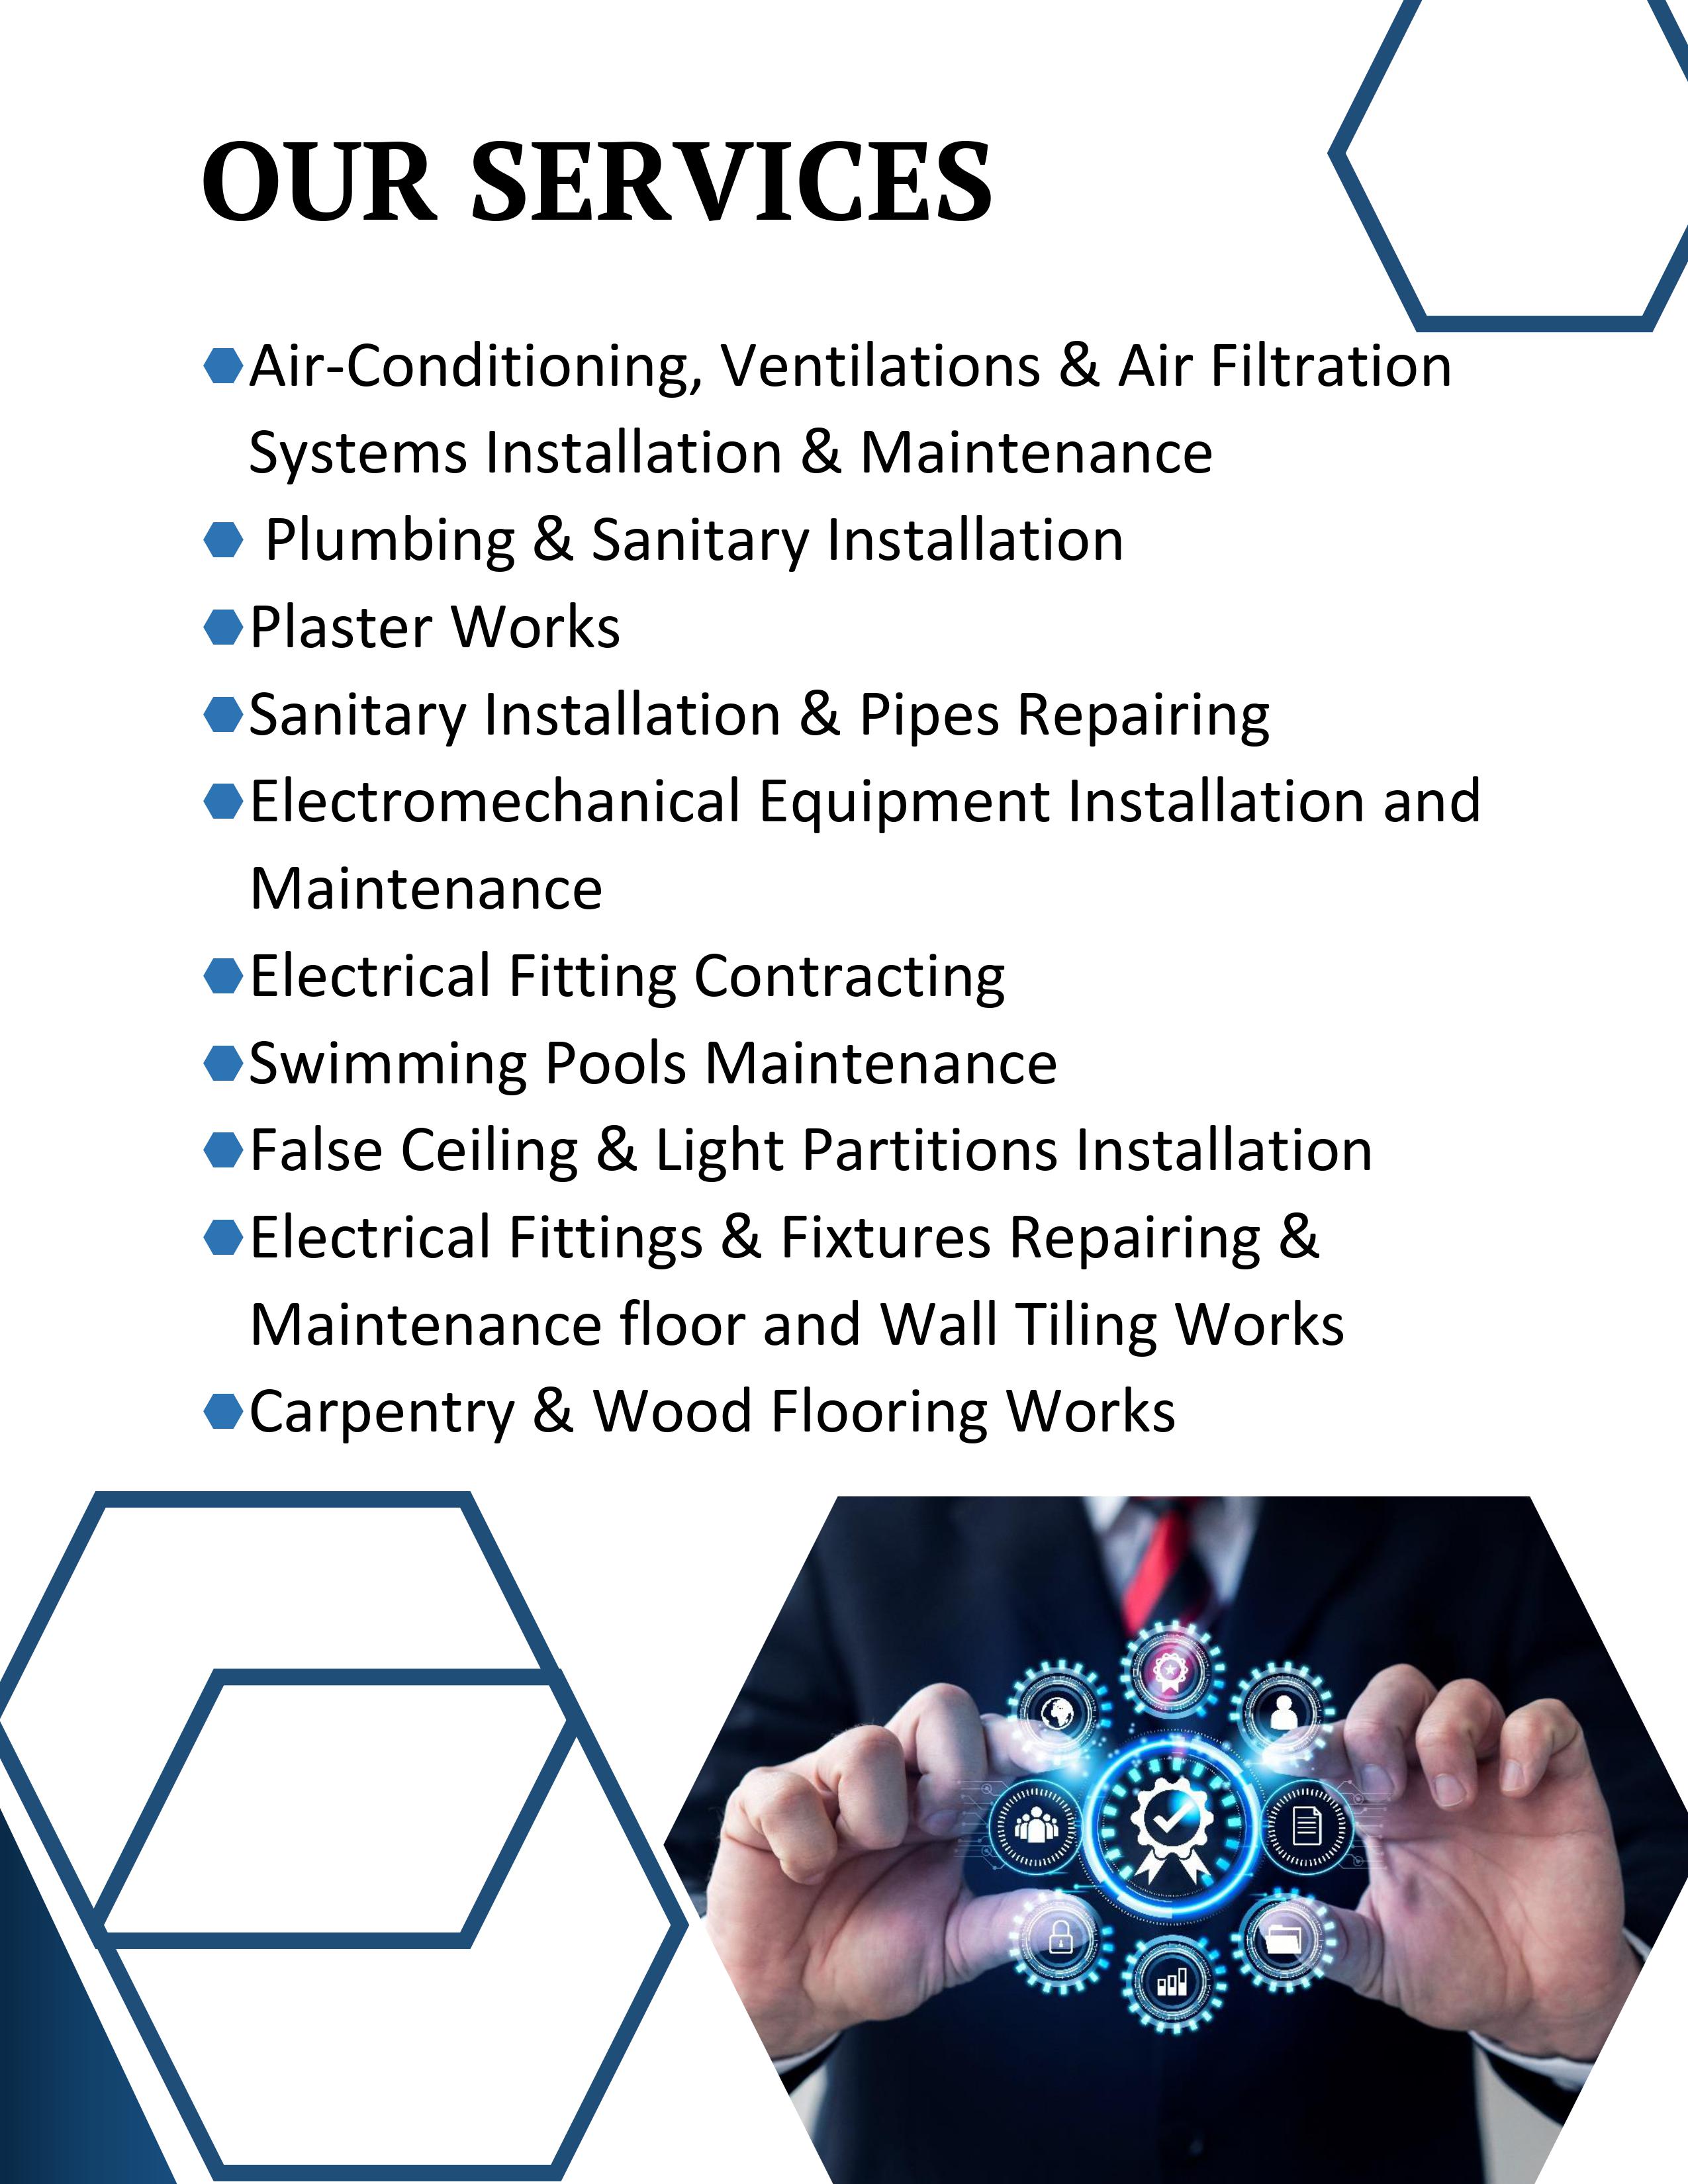 OUR SERVICES
Air-Conditioning, Ventilations & Air Filtration
Systems Installation & Maintenance
Plumbing & Sanitary Installation
Plaster Works
Sanitary Installation & Pipes Repairing
Electromechanical Equipment Installation and
Maintenance
Electrical Fitting Contracting
Swimming Pools Maintenance
False Ceiling & Light Partitions Installation
Electrical Fittings & Fixtures Repairing &
Maintenance floor and Wall Tiling Works
Carpentry & Wood Flooring Works